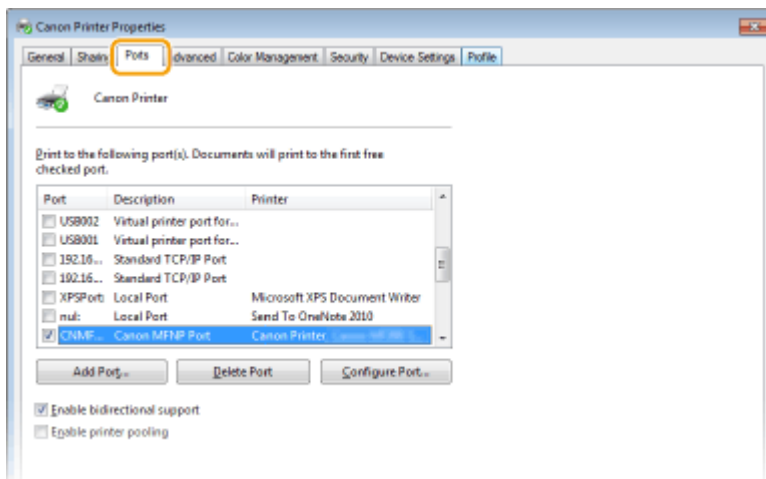 Canon Printer Properties
General Sharin Ports dvanced Color Management Security Device Settings Profile
Canon Printer
Print to the following port(s). Documents will print to the first free
checked port.
Port Description Printer
USB002 Virtual printer port for...
USB001 Virtual printer port for...
192.16... Standard TCP/IP Port
192.16... Standard TCP/IP Port
XPSPort: Local Port Microsoft XPS Document Writer
nul: Local Port Send To OneNote 2010
CNMF... Canon MFNP Port Canon Printer,
Add Port... Delete Port Configure Port...
Enable bidirectional support
Enable printer pooling